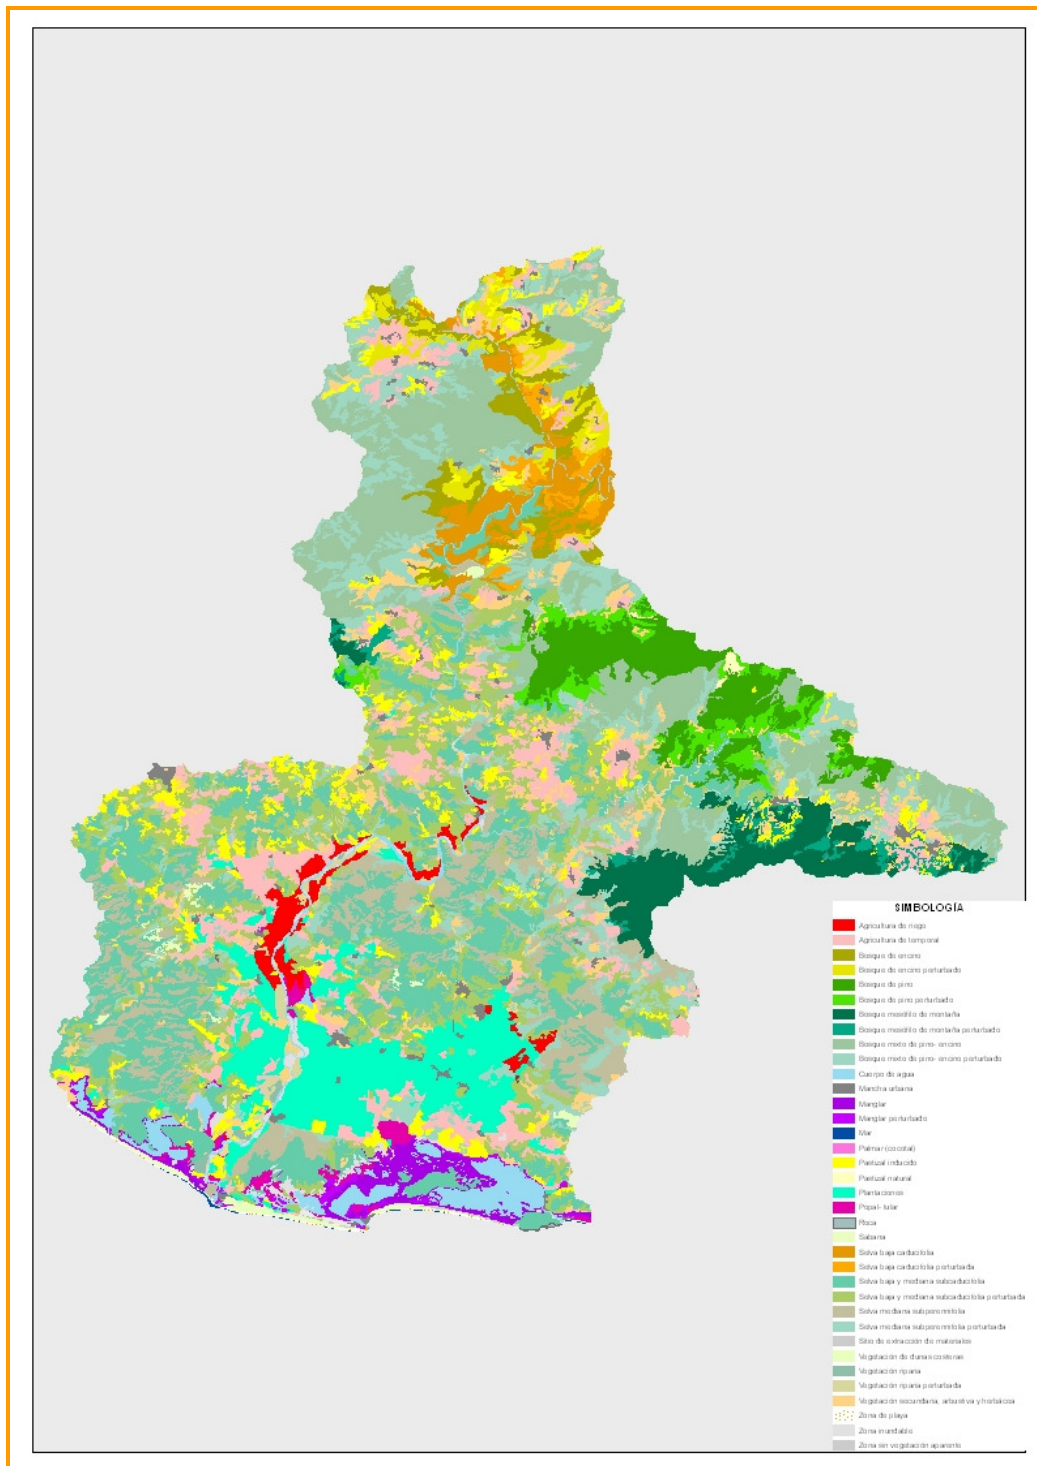 SIMBOLOGÍA
Agricultura de riego
Agricultura de temporal
Bosque de encino
Bosque de encino perturbado
Bosque de pino
Bosque de pino perturbado
Bosque mesófilo de montaña
Bosque mesófilo de montaña perturbado
Bosque mixto de pino- encino
Bosque mixto de pino- encino perturbado
Cuerpo de agua
Mancha urbana
Manglar
Manglar perturbado
Mar
Palmar (cocotal)
Pastizal inducido
Pastizal natural
Plantaciones
Popal- tular
Roca
Sabana
Selva baja caducifolia
Selva baja caducifolia perturbada
Selva baja y mediana subcaducifolia
Selva baja y mediana subcaducifolia perturbada
Selva mediana subperennifolia
Selva mediana subperennifolia perturbada
Sitio de extracción de materiales
Vegetación de dunas costeras
Vegetación riparia
Vegetación riparia perturbada
Vegetación secundaria, arbustiva y herbácea
Zona de playa
Zona inundable
Zona sin vegetación aparente